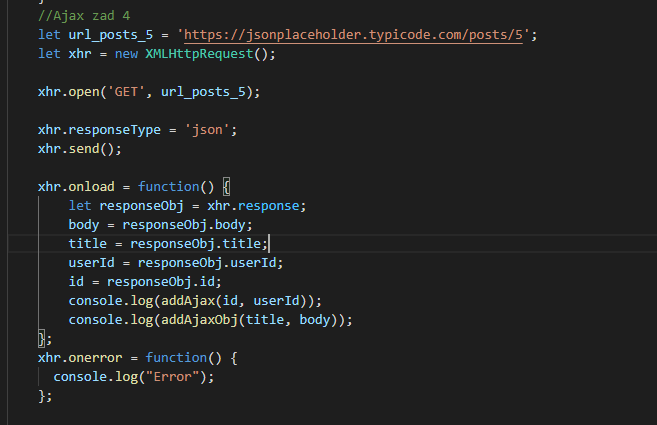 //Ajax zad 4
let url_posts_5 = 'https://jsonplaceholder.typicode.com/posts/5';
let xhr = new XMLHttpRequest();
xhr.open('GET', url_posts_5);
xhr.responseType = 'json';
xhr.send();
xhr.onload = function() {
let responseObj = xhr.response;
body = responseObj.body;
title = responseObj.title;
userId = responseObj.userId;
id = responseObj.id;
console.log(addAjax(id, userId));
console.log(addAjaxObj(title, body));
};
xhr.onerror = function() {
console.log("Error");
};